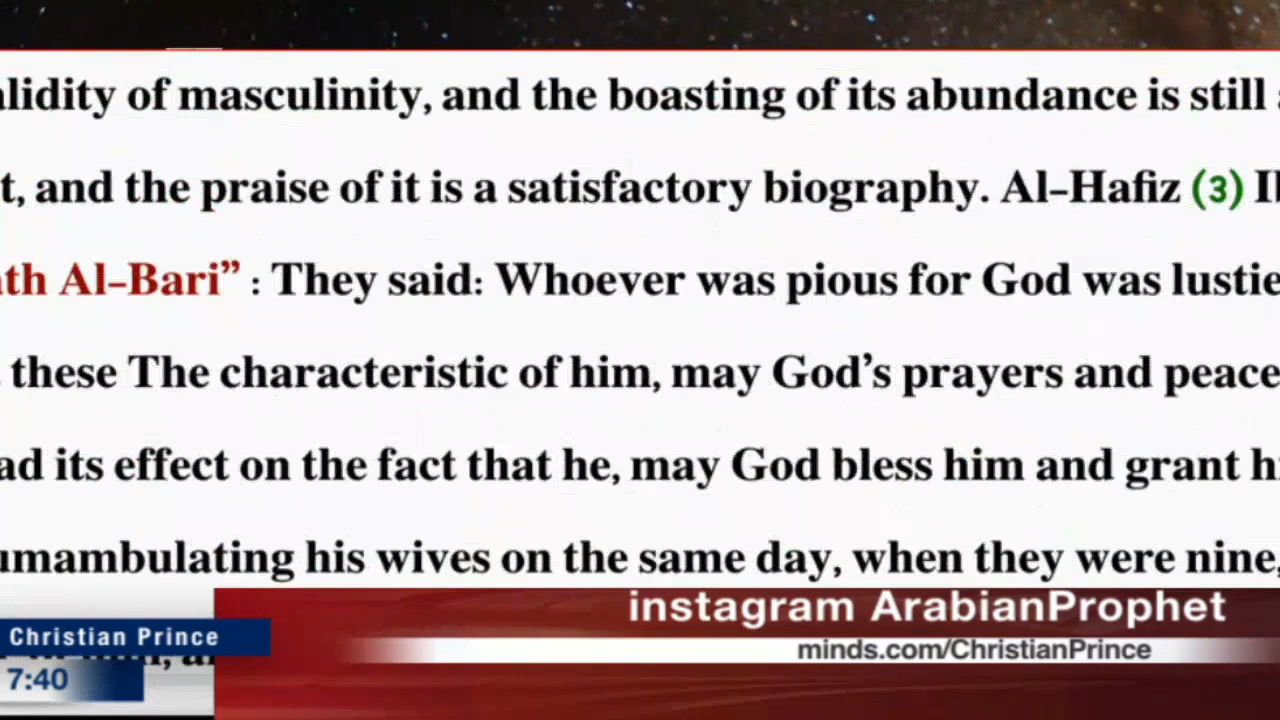 alidity of masculinity, and the boasting of its abundance is still
t, and the praise of it is a satisfactory biography. Al-Hafiz (3)
ath Al-Bari” : They said: Whoever was pious for God was lustie
these The characteristic of him, may God’s prayers and peace
ad its effect on the fact that he, may God bless him and grant hi
umambulating his wives on the same day, when they were nine,
instagram ArabianProphet
Christian Prince
minds.com/ChristianPrince
7:40